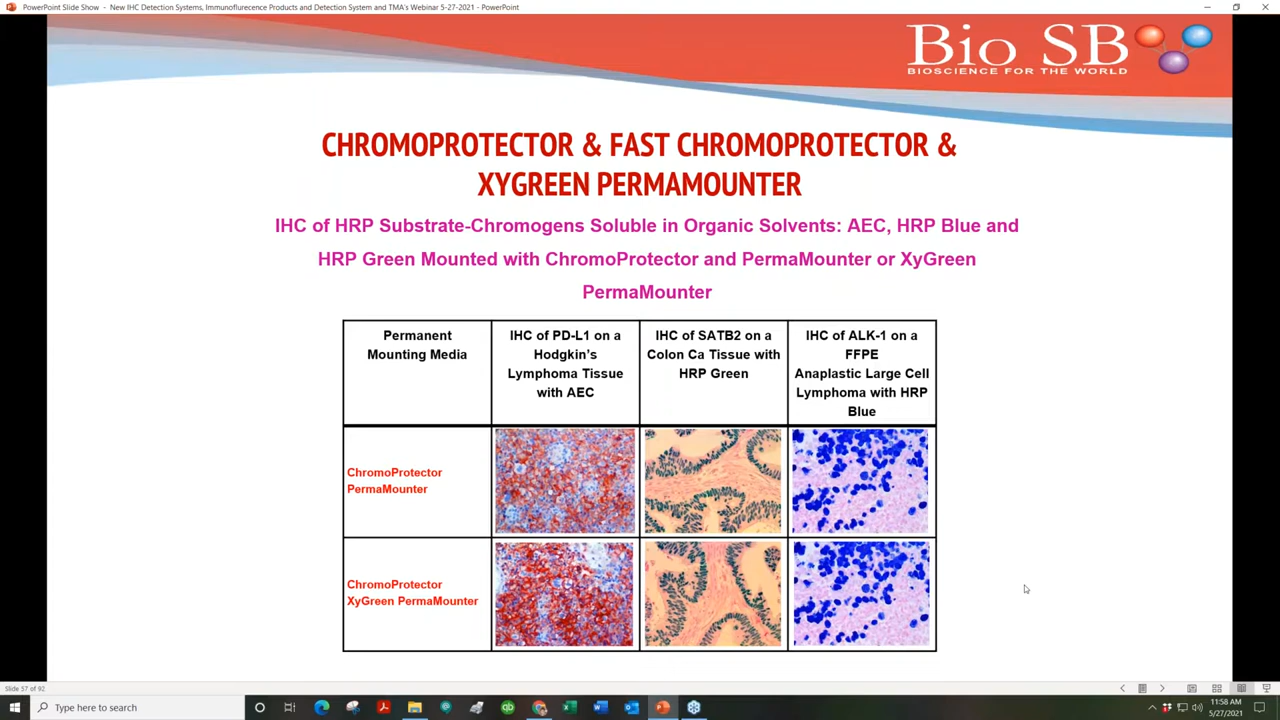 PowerPoint Slide Show - New IHC Detection Systems, Immunoflurecence Products and Detection System and TMA's Webinar 5-27-2021 - PowerPoint
Bio SB
BIOSCIENCE FOR THE WORLD
CHROMOPROTECTOR & FAST CHROMOPROTECTOR &
XYGREEN PERMAMOUNTER
IHC of HRP Substrate-Chromogens Soluble in Organic Solvents: AEC, HRP Blue and
HRP Green Mounted with ChromoProtector and PermaMounter or XyGreen
PermaMounter
Permanent
Mounting Media
IHC of PD-L1 on a
Hodgkin's
Lymphoma Tissue
with AEC
IHC of SATB2 on a
Colon Ca Tissue with
HRP Green
IHC of ALK-1 on a
FFPE
Anaplastic Large Cell
Lymphoma with HRP
Blue
ChromoProtector
PermaMounter
ChromoProtector
XyGreen PermaMounter
Slide 57 of 92
Type here to search
11:58 AM
5/27/2021